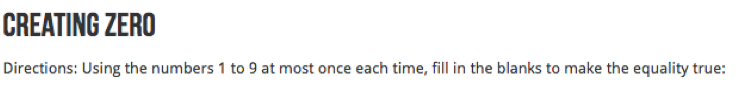 CREATING ZERO
Directions: Using the numbers 1 to 9 at most once each time, fill in the blanks to make the equality true: